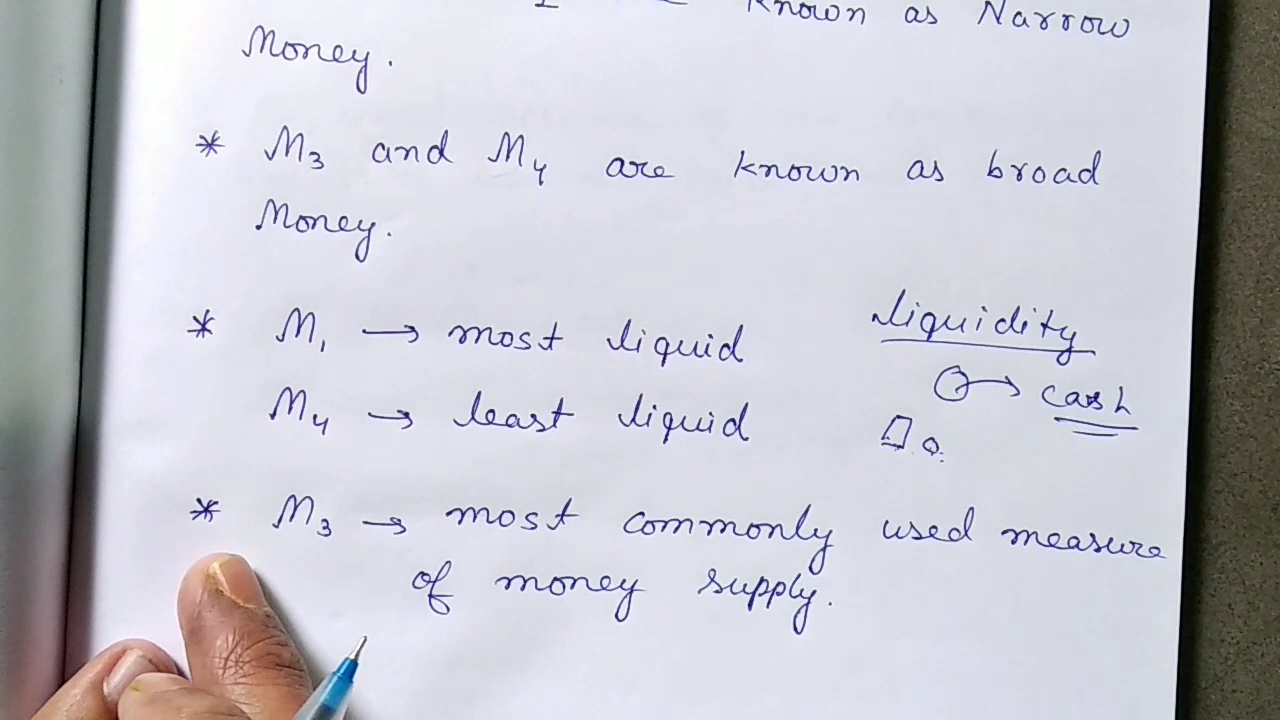 known as Narrow
Money.
* M₃ and M₄ are known as broad
Money.
* M₁ → most liquid
M₄ → least liquid
liquidity
→ cash
* M₃ → most commonly used measure
of money supply.